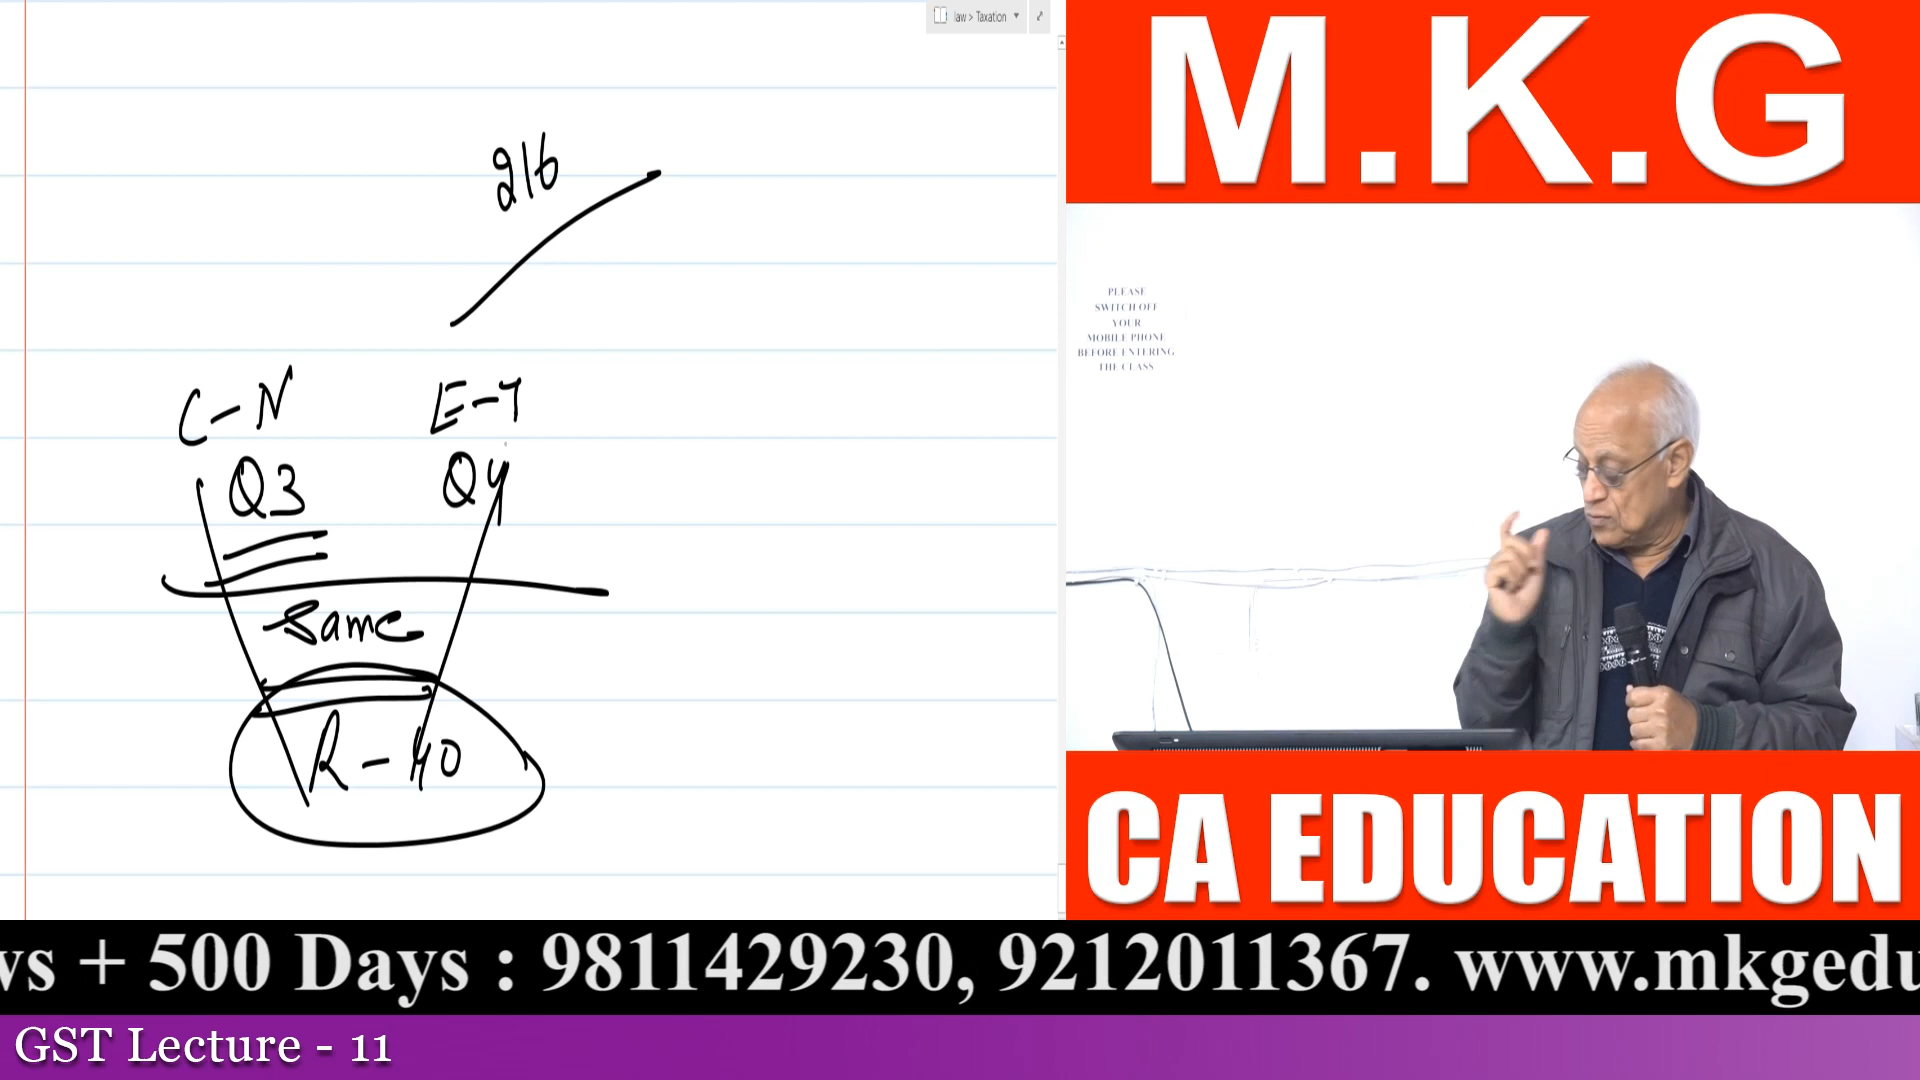 law > Taxation
216
C-N E-T
Q3 Q4
Same
R-40
M.K.G
PLEASE
SWITCH OFF
YOUR
MOBILE PHONE
BEFORE ENTERING
THE CLASS
CA EDUCATION
ws + 500 Days : 9811429230, 9212011367. www.mkgedu
GST Lecture - 11